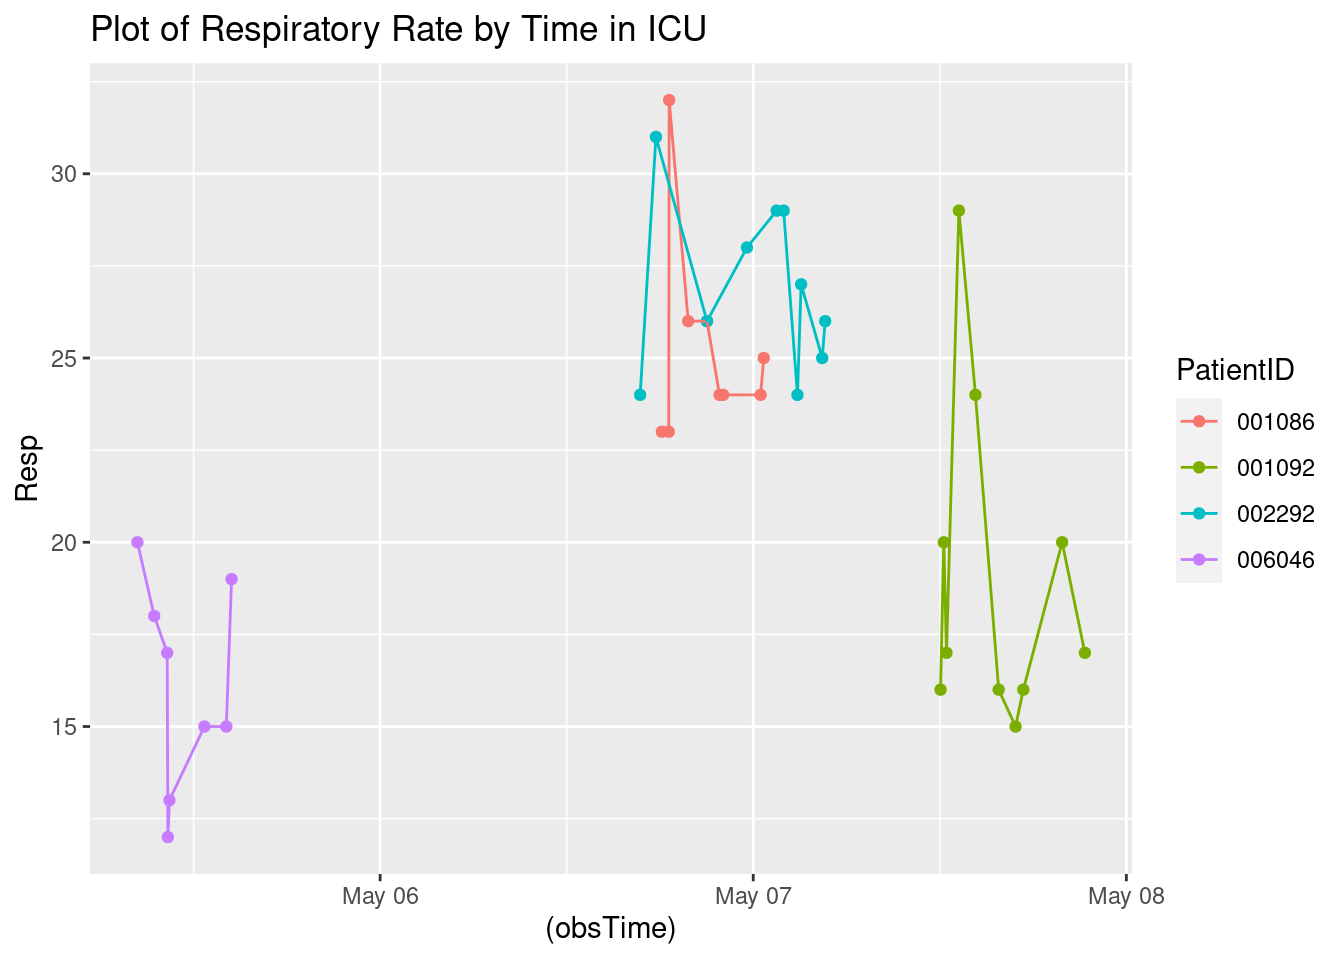 Plot of Respiratory Rate by Time in ICU
Resp
30
25
20
15
May 06
May 07
May 08
(obsTime)
PatientID
001086
001092
002292
006046